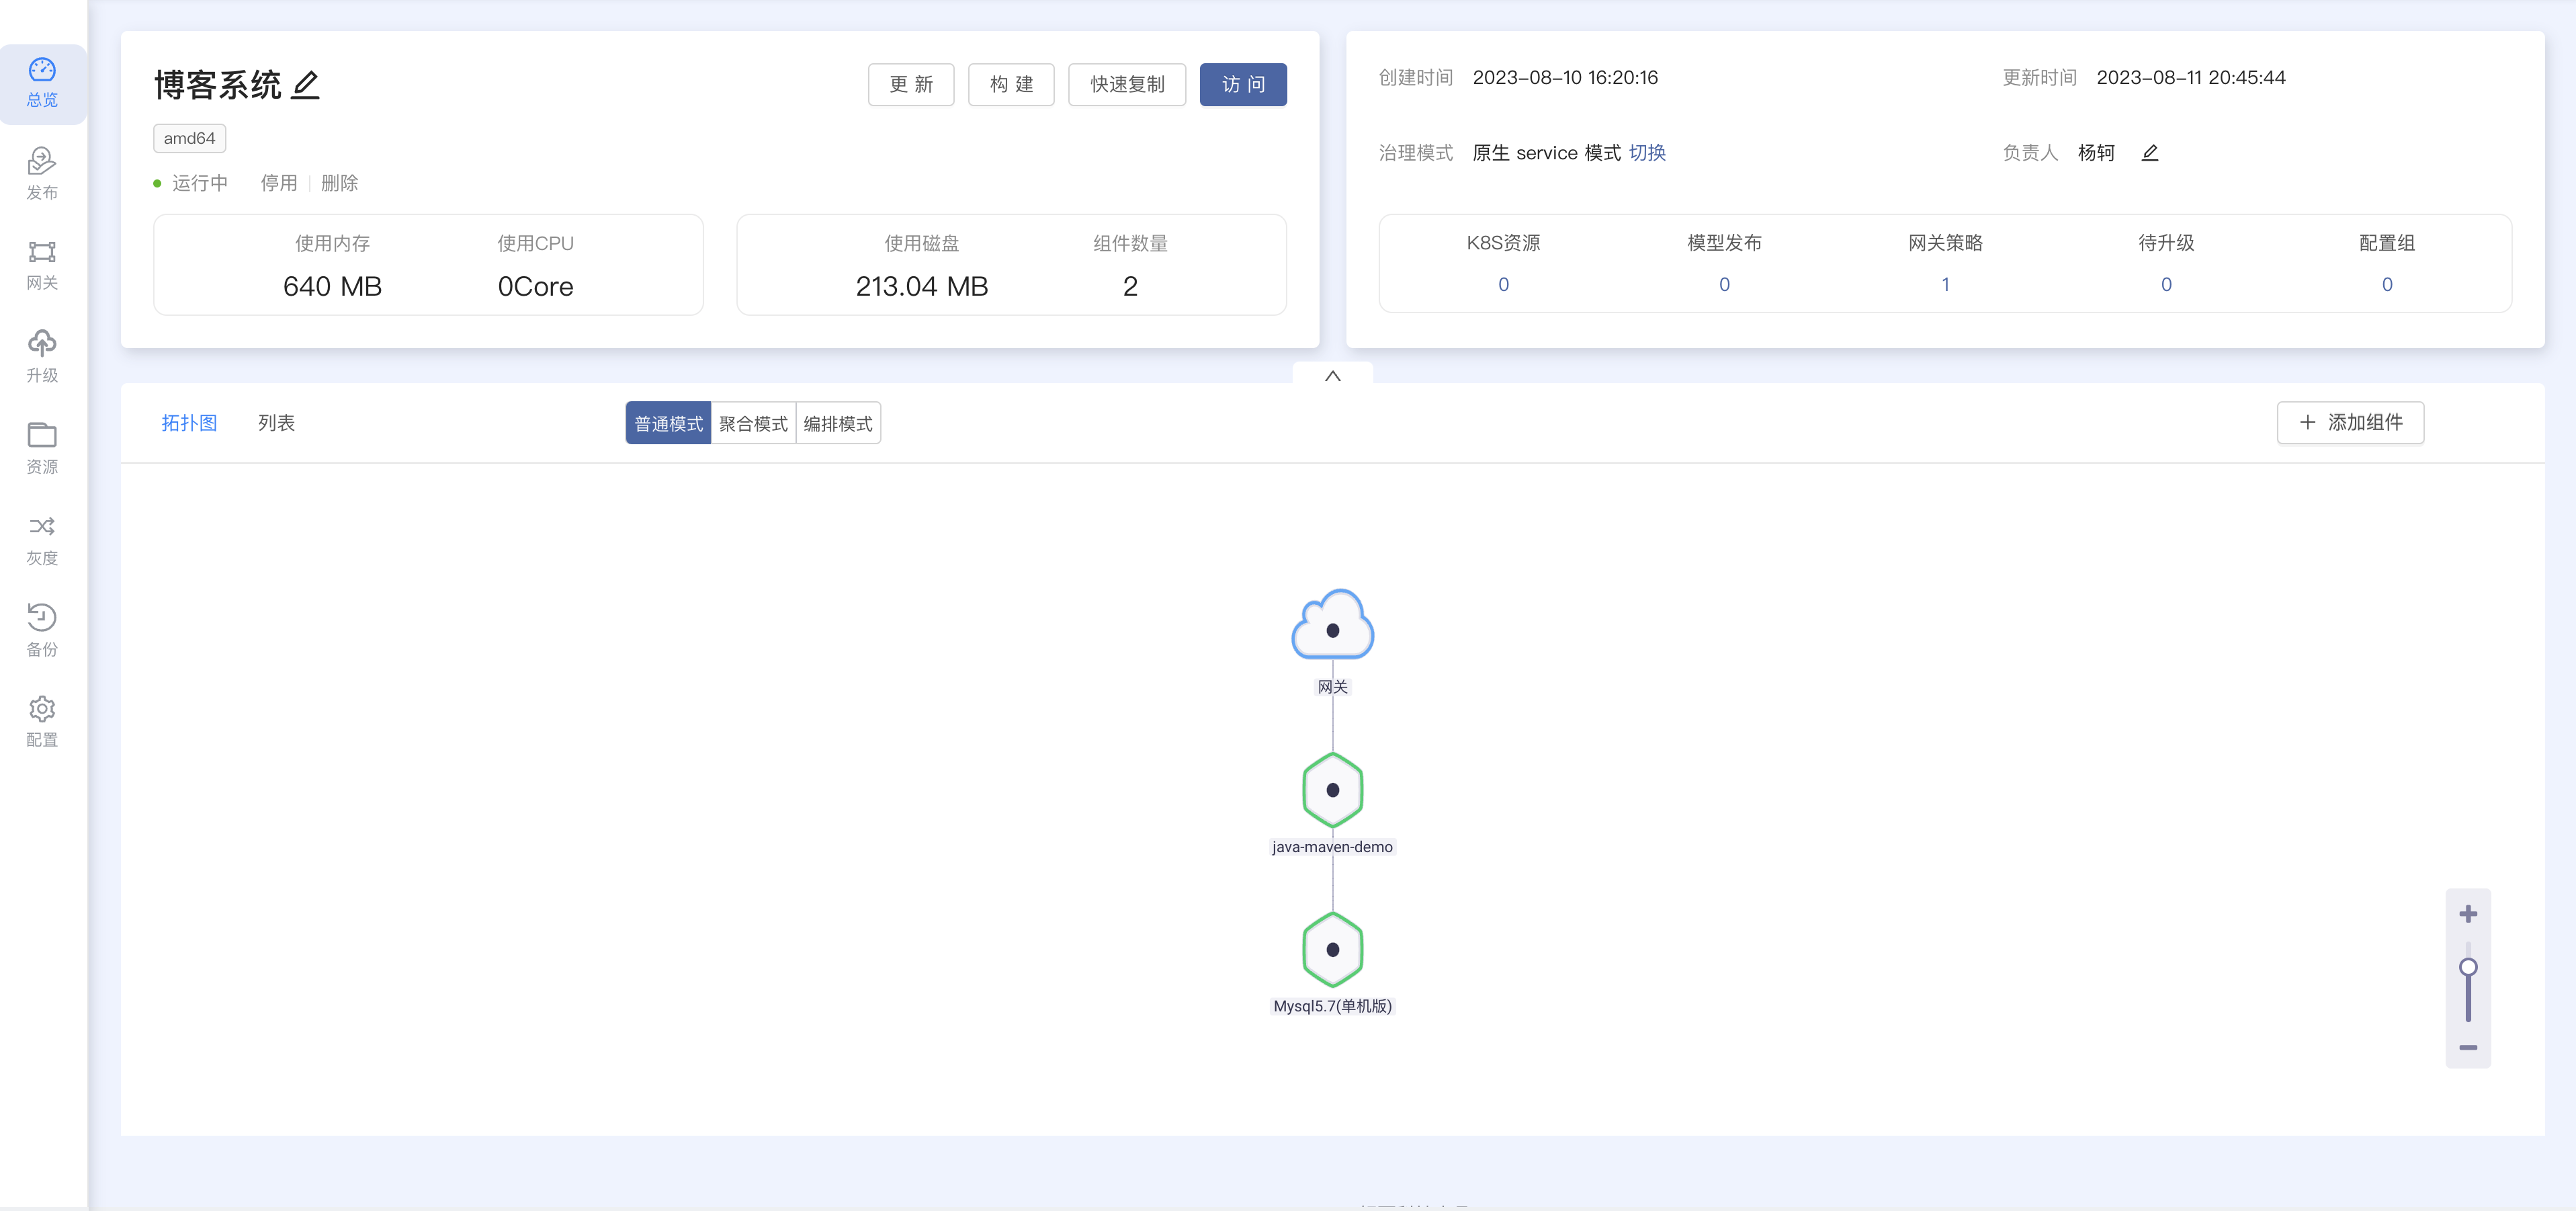 总览
发布
网关
升级
资源
灰度
备份
配置
博客系统
更 新
构 建
快速复制
访 问
amd64
运行中 停用 删除
使用内存 使用CPU
640 MB 0Core
使用磁盘 组件数量
213.04 MB 2
创建时间 2023-08-10 16:20:16
更新时间 2023-08-11 20:45:44
治理模式 原生 service 模式 切换
负责人 杨轲
K8S资源 模型发布 网关策略 待升级 配置组
0 0 1 0 0
拓扑图 列表
普通模式 聚合模式 编排模式
添加组件
网关
java-maven-demo
Mysql5.7(单机版)